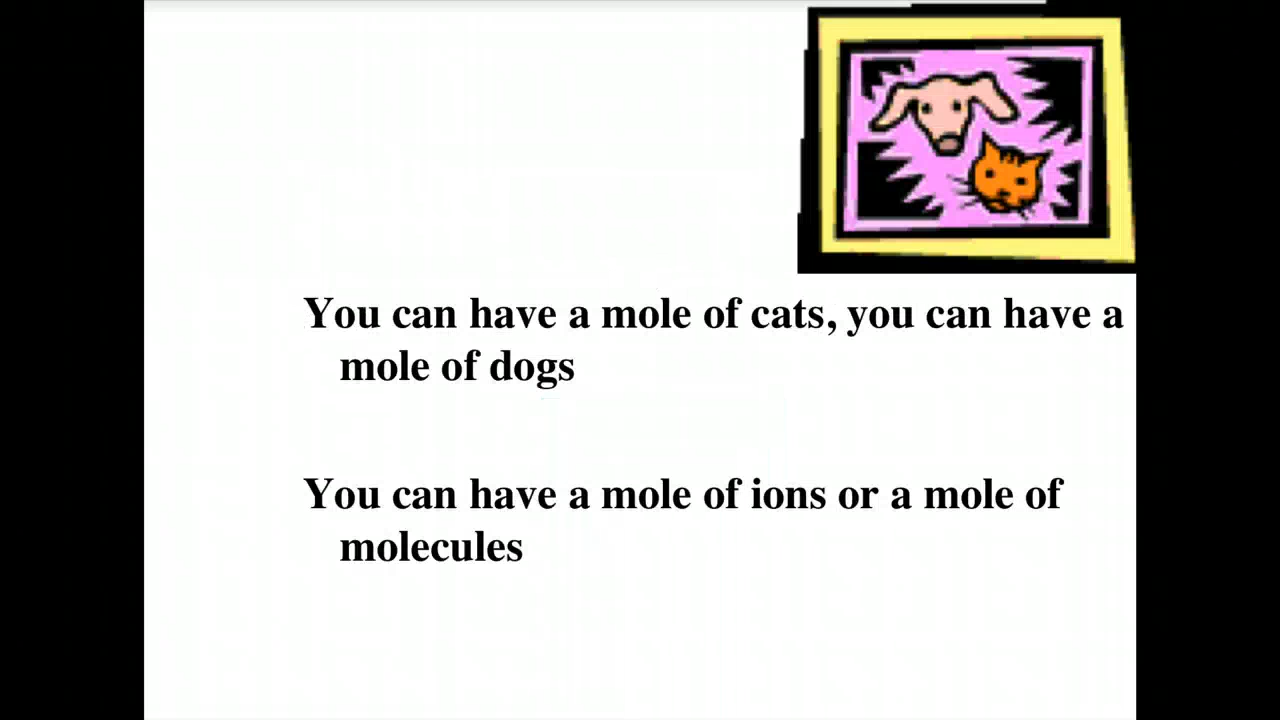 You can have a mole of cats, you can have a
mole of dogs
You can have a mole of ions or a mole of
molecules